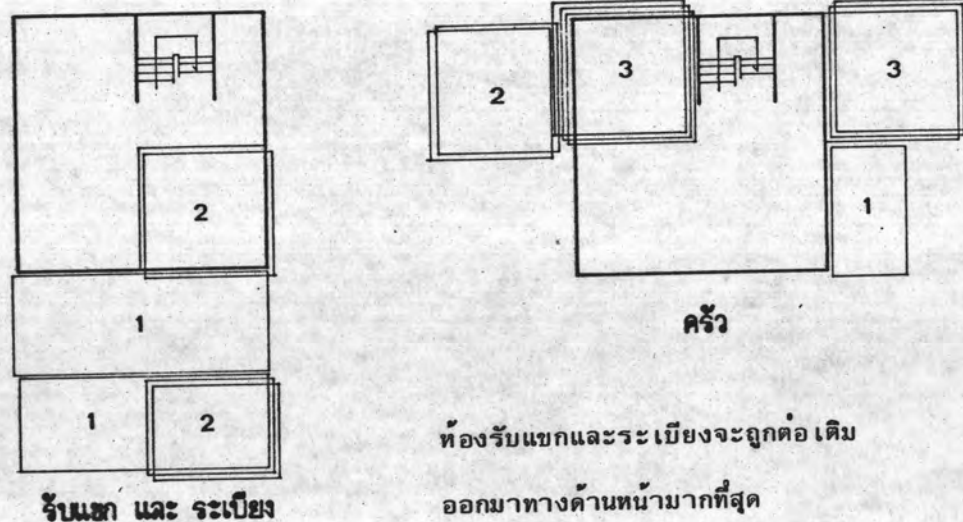 2
3
3
2
1
1
1
2
ครัว
ห้องรับแขกและระเบียงจะถูกต่อเติม
ออกมาทางด้านหน้ามากที่สุด
รับแขก และ ระเบียง